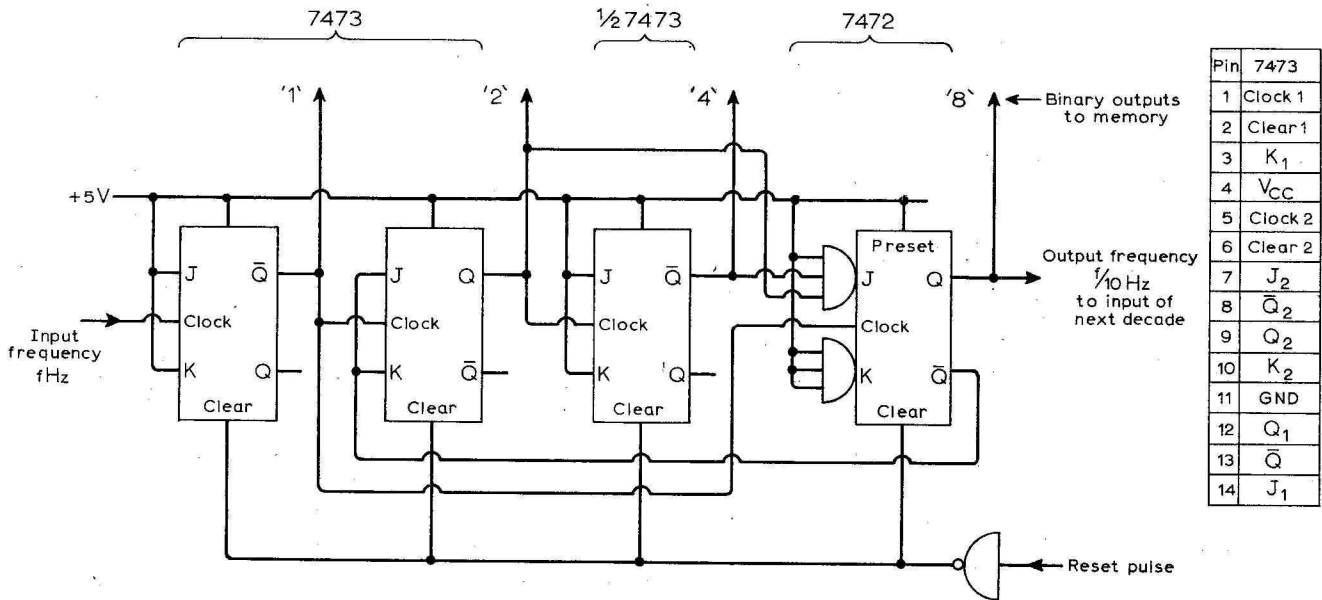 7473
½7473
7472
'1'
'2'
'4'
'8'
Binary outputs
to memory
+5V
J
Q̅
Clock
K
Q
Clear
J
Q
Clock
K
Q̅
Clear
J
Q̅
Clock
K
Q
Clear
Preset
J
Q
Clock
K
Q̅
Clear
Input
frequency
fHz
Output frequency
f/10 Hz
to input of
next decade
Reset pulse
Pin 7473
1 Clock 1
2 Clear 1
3 K₁
4 VCC
5 Clock 2
6 Clear 2
7 J₂
8 Q̅₂
9 Q₂
10 K₂
11 GND
12 Q₁
13 Q̅
14 J₁